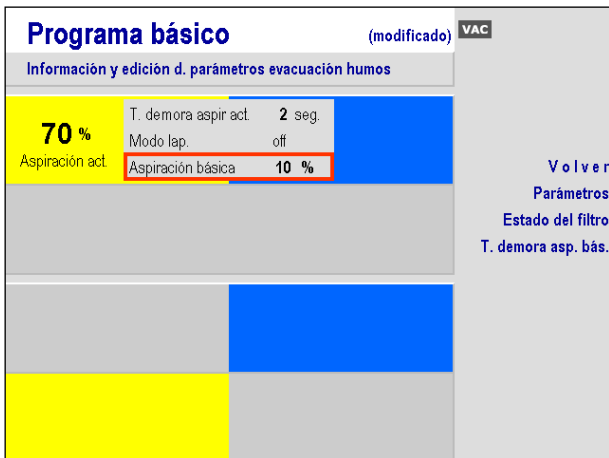 Programa básico (modificado) VAC
Información y edición d. parámetros evacuación humos
70 %
Aspiración act.
T. demora aspir act. 2 seg.
Modo lap. off
Aspiración básica 10 %
Volver
Parámetros
Estado del filtro
T. demora asp. bás.